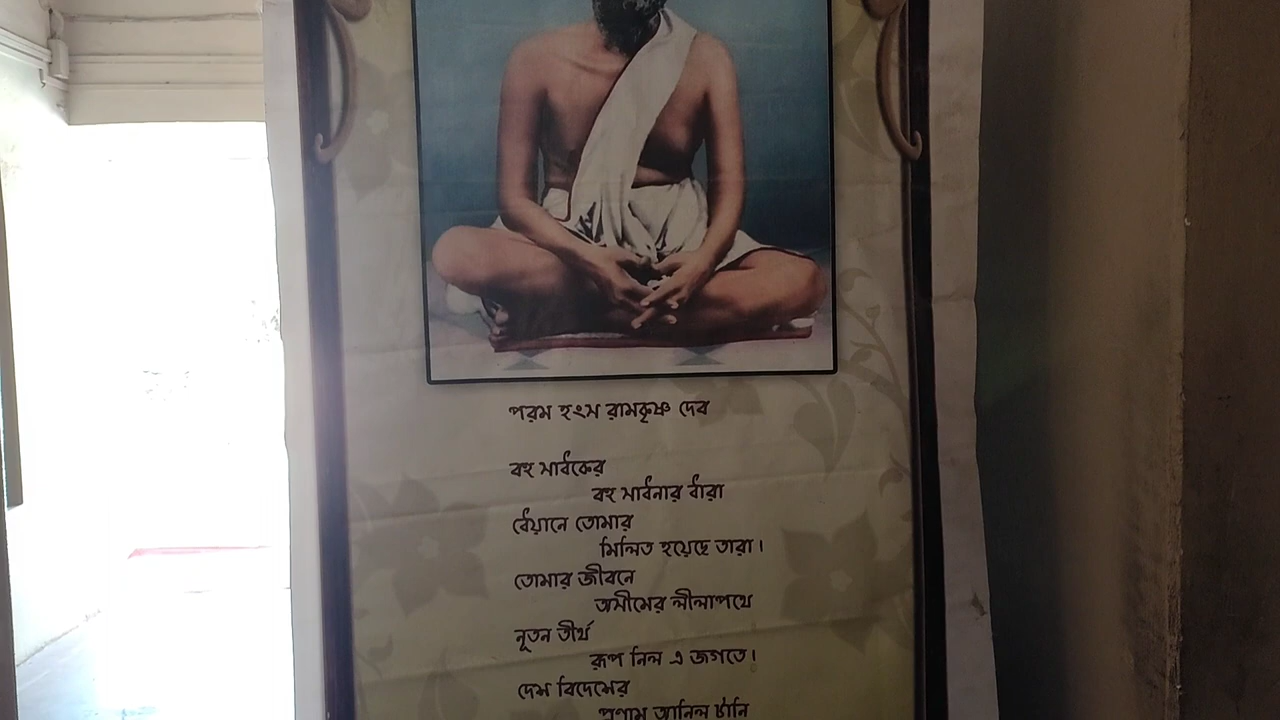 পরম হংস রামকৃষ্ণ দেব
বহু সাধকের
বহু সাধনার ধারা
ধেয়ানে তোমার
মিলিত হয়েছে তারা।
তোমার জীবনে
অসীমের লীলাপথে
নূতন তীর্থ
রূপ নিল এ জগতে।
দেশ বিদেশের
প্রণাম আনিল টানি